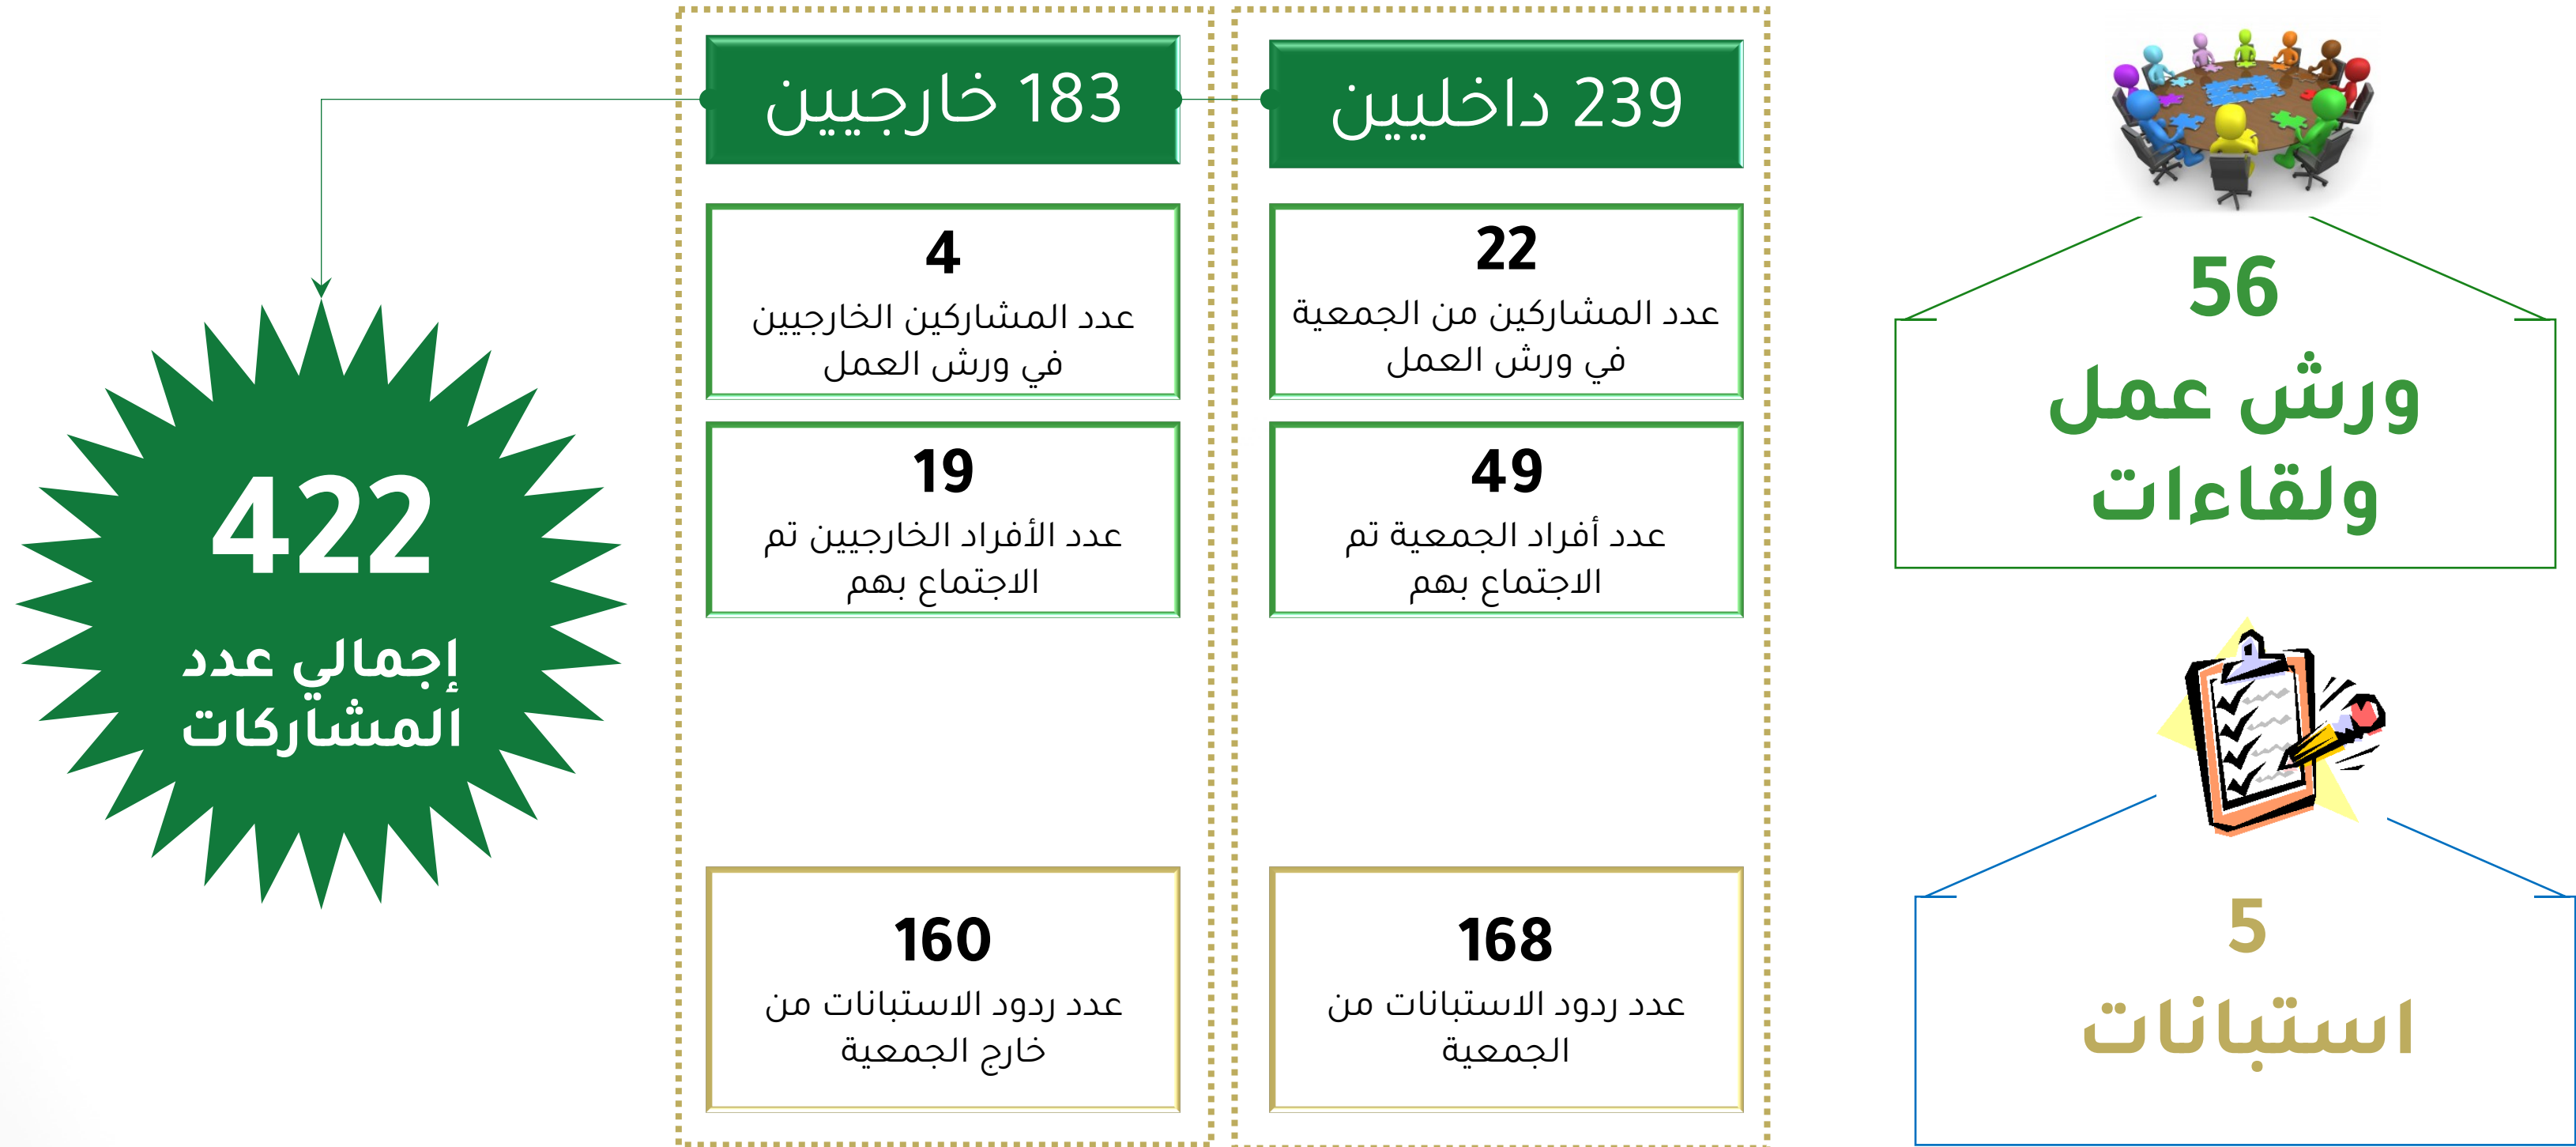 56
ورش عمل
ولقاءات
5
استبانات
239 داخليين
22
عدد المشاركين من الجمعية
في ورش العمل
49
عدد أفراد الجمعية تم
الاجتماع بهم
168
عدد ردود الاستبانات من
الجمعية
183 خارجيين
4
عدد المشاركين الخارجيين
في ورش العمل
19
عدد الأفراد الخارجيين تم
الاجتماع بهم
160
عدد ردود الاستبانات من
خارج الجمعية
422
إجمالي عدد
المشاركات